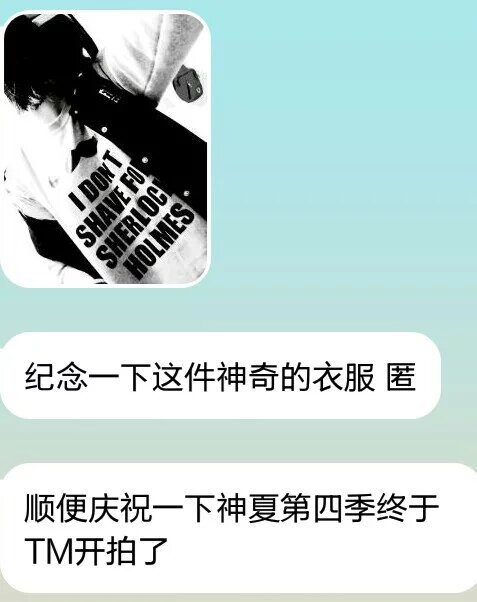 I DON'T
SHAVE FO
SHERLOCK
HOLMES
纪念一下这件神奇的衣服 匿
顺便庆祝一下神夏第四季终于
TM开拍了